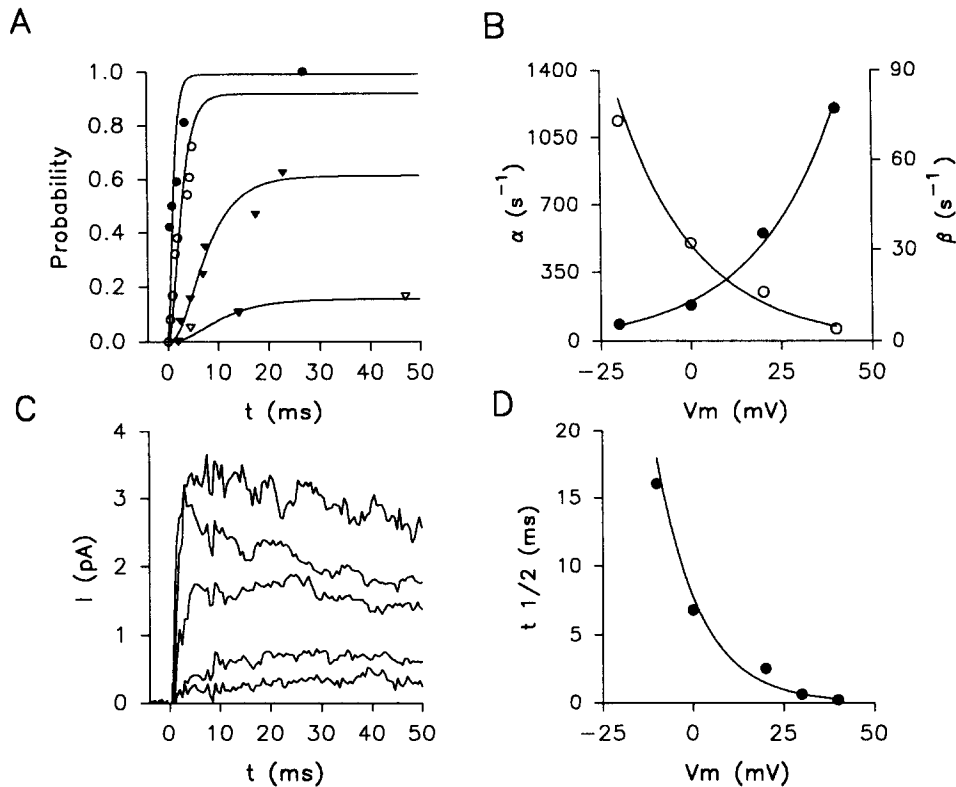 A
1.0
0.8
0.6
0.4
0.2
0.0
Probability
0 10 20 30 40 50
t (ms)
B
1400
1050
700
350
0
α (s⁻¹)
90
60
30
0
β (s⁻¹)
−25 0 25 50
Vm (mV)
C
4
3
2
1
0
I (pA)
0 10 20 30 40 50
t (ms)
D
20
15
10
5
0
t 1/2 (ms)
−25 0 25 50
Vm (mV)